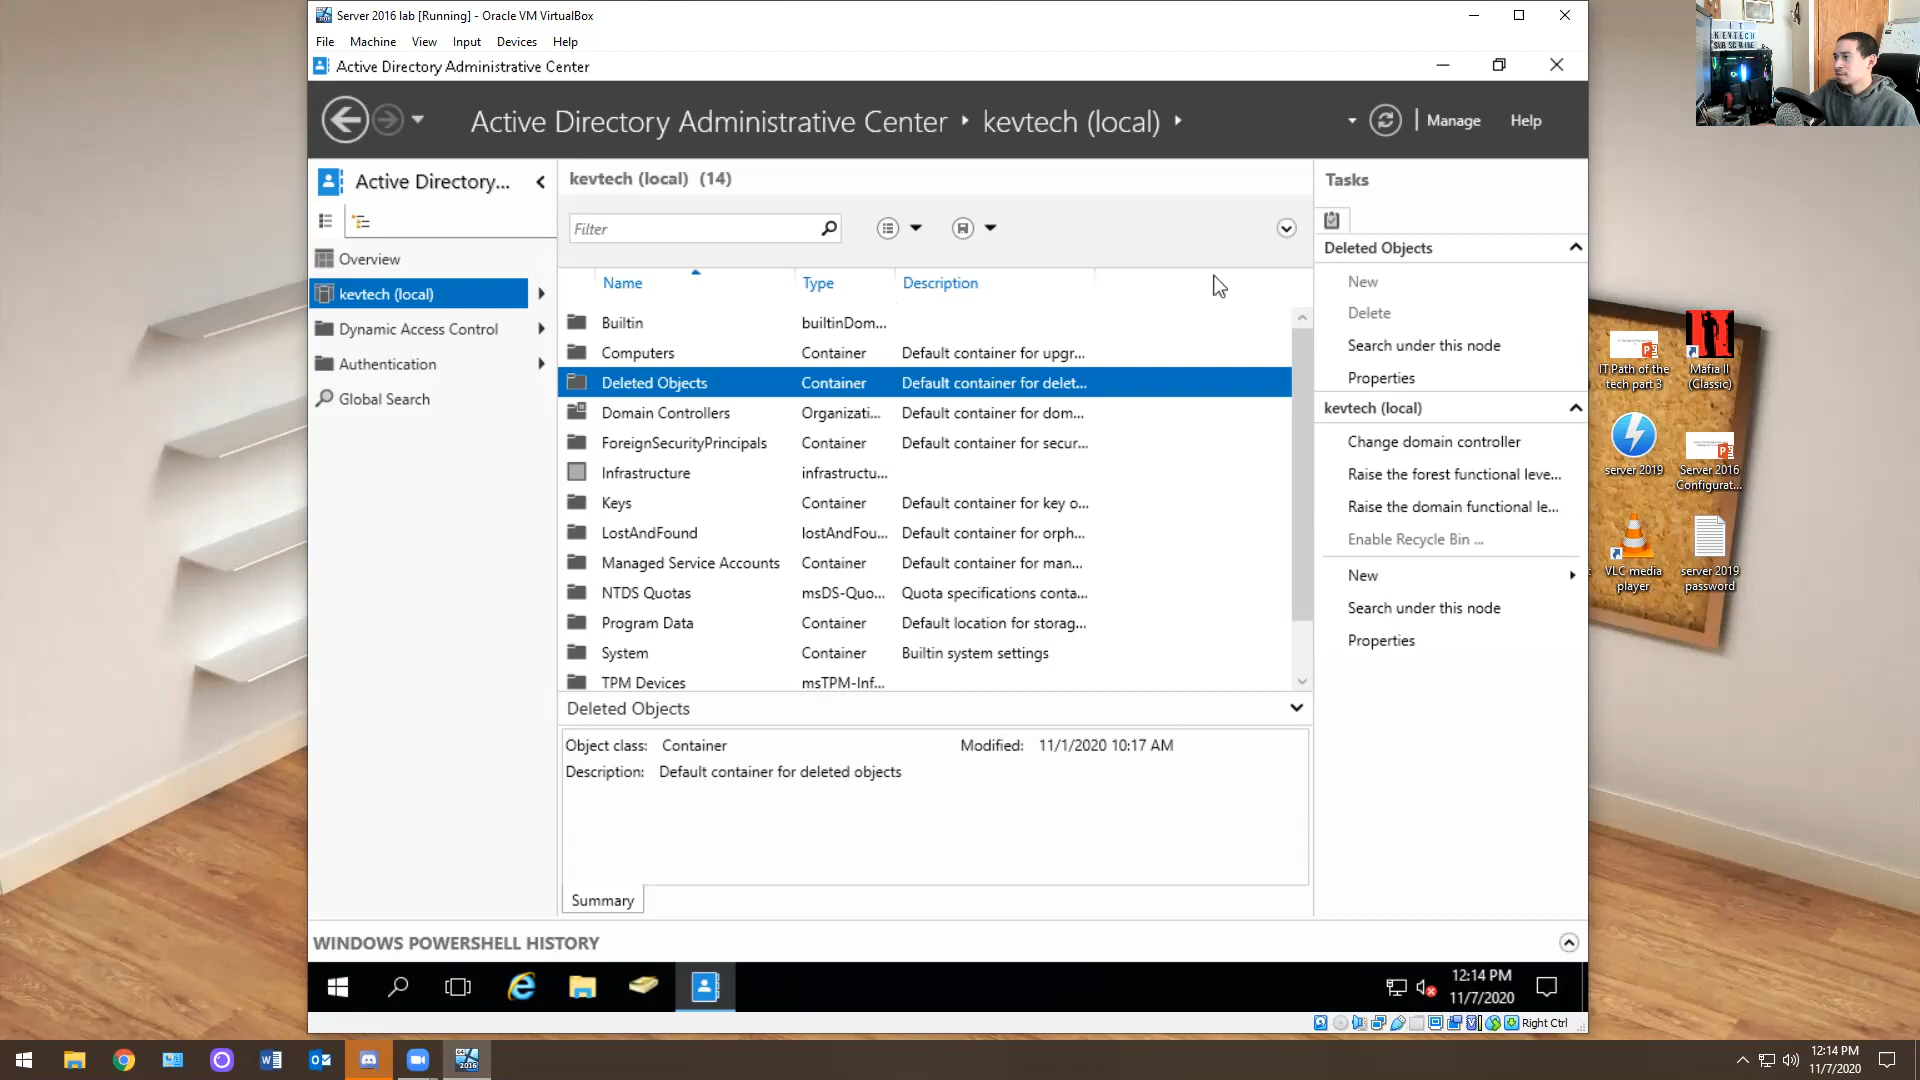 Server 2016 lab [Running] - Oracle VM VirtualBox
File Machine View Input Devices Help
Active Directory Administrative Center
Active Directory Administrative Center kevtech (local)
Manage Help
Active Directory...
Overview
kevtech (local)
Dynamic Access Control
Authentication
Global Search
kevtech (local) (14)
Filter
Name Type Description
Builtin builtinDom...
Computers Container Default container for upgr...
Deleted Objects Container Default container for delet...
Domain Controllers Organizati... Default container for dom...
ForeignSecurityPrincipals Container Default container for secur...
Infrastructure infrastructu...
Keys Container Default container for key o...
LostAndFound lostAndFou... Default container for orph...
Managed Service Accounts Container Default container for man...
NTDS Quotas msDS-Quo... Quota specifications conta...
Program Data Container Default location for storag...
System Container Builtin system settings
TPM Devices msTPM-Inf...
Deleted Objects
Object class: Container Modified: 11/1/2020 10:17 AM
Description: Default container for deleted objects
Summary
Tasks
Deleted Objects
New
Delete
Search under this node
Properties
kevtech (local)
Change domain controller
Raise the forest functional leve...
Raise the domain functional le...
Enable Recycle Bin ...
New
Search under this node
Properties
WINDOWS POWERSHELL HISTORY
12:14 PM
11/7/2020
Right Ctrl
IT Path of the
tech part 3
Mafia II
(Classic)
server 2019
Server 2016
Configurat...
VLC media
player
server 2019
password
IT
KEVTECH
SUBSCRIBE
2016
12:14 PM
11/7/2020